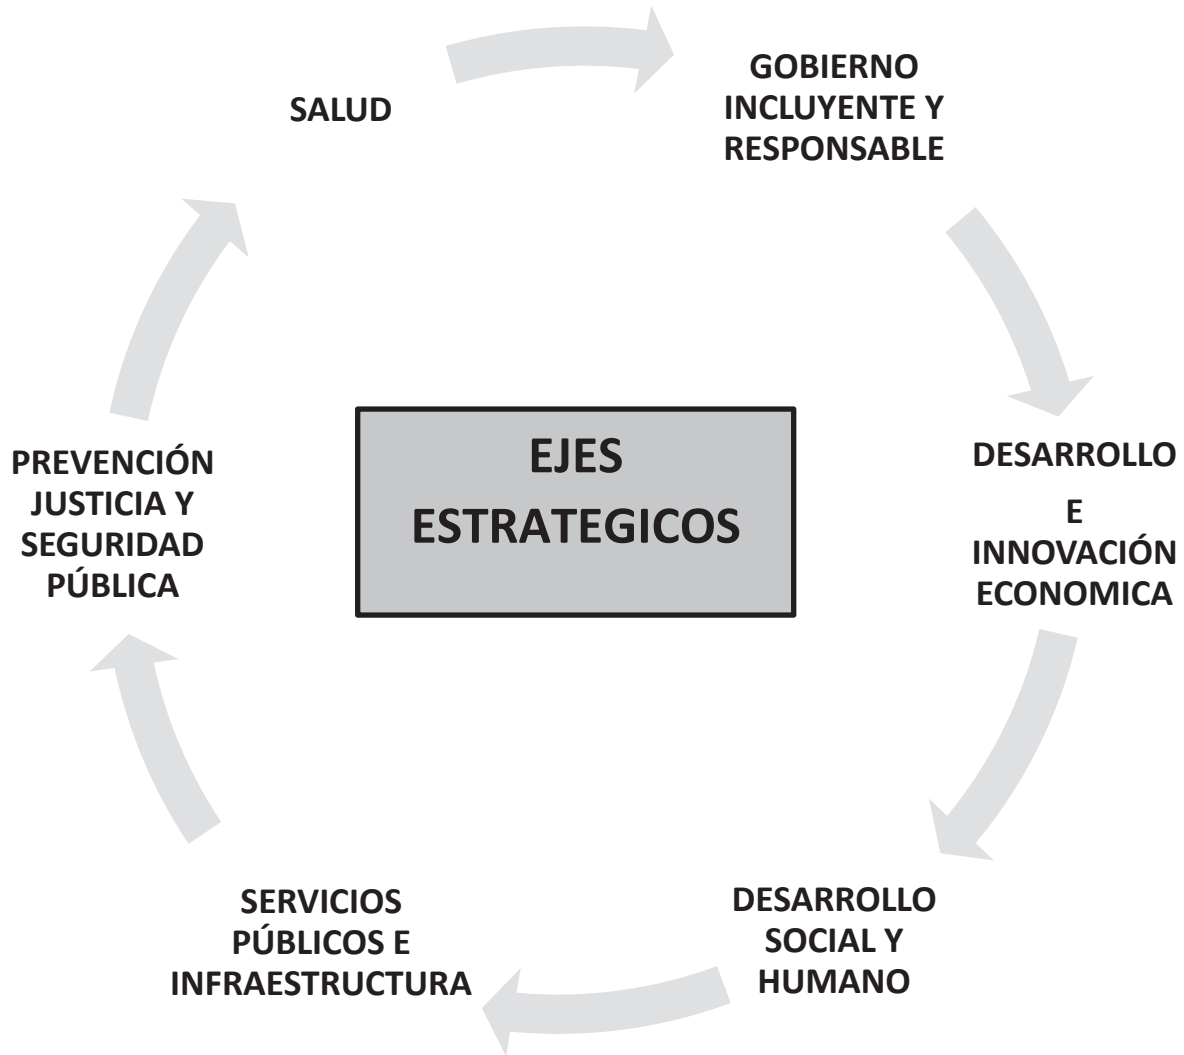 SALUD
GOBIERNO
INCLUYENTE Y
RESPONSABLE
DESARROLLO
E
INNOVACIÓN
ECONOMICA
DESARROLLO
SOCIAL Y
HUMANO
SERVICIOS
PÚBLICOS E
INFRAESTRUCTURA
PREVENCIÓN
JUSTICIA Y
SEGURIDAD
PÚBLICA
EJES
ESTRATEGICOS